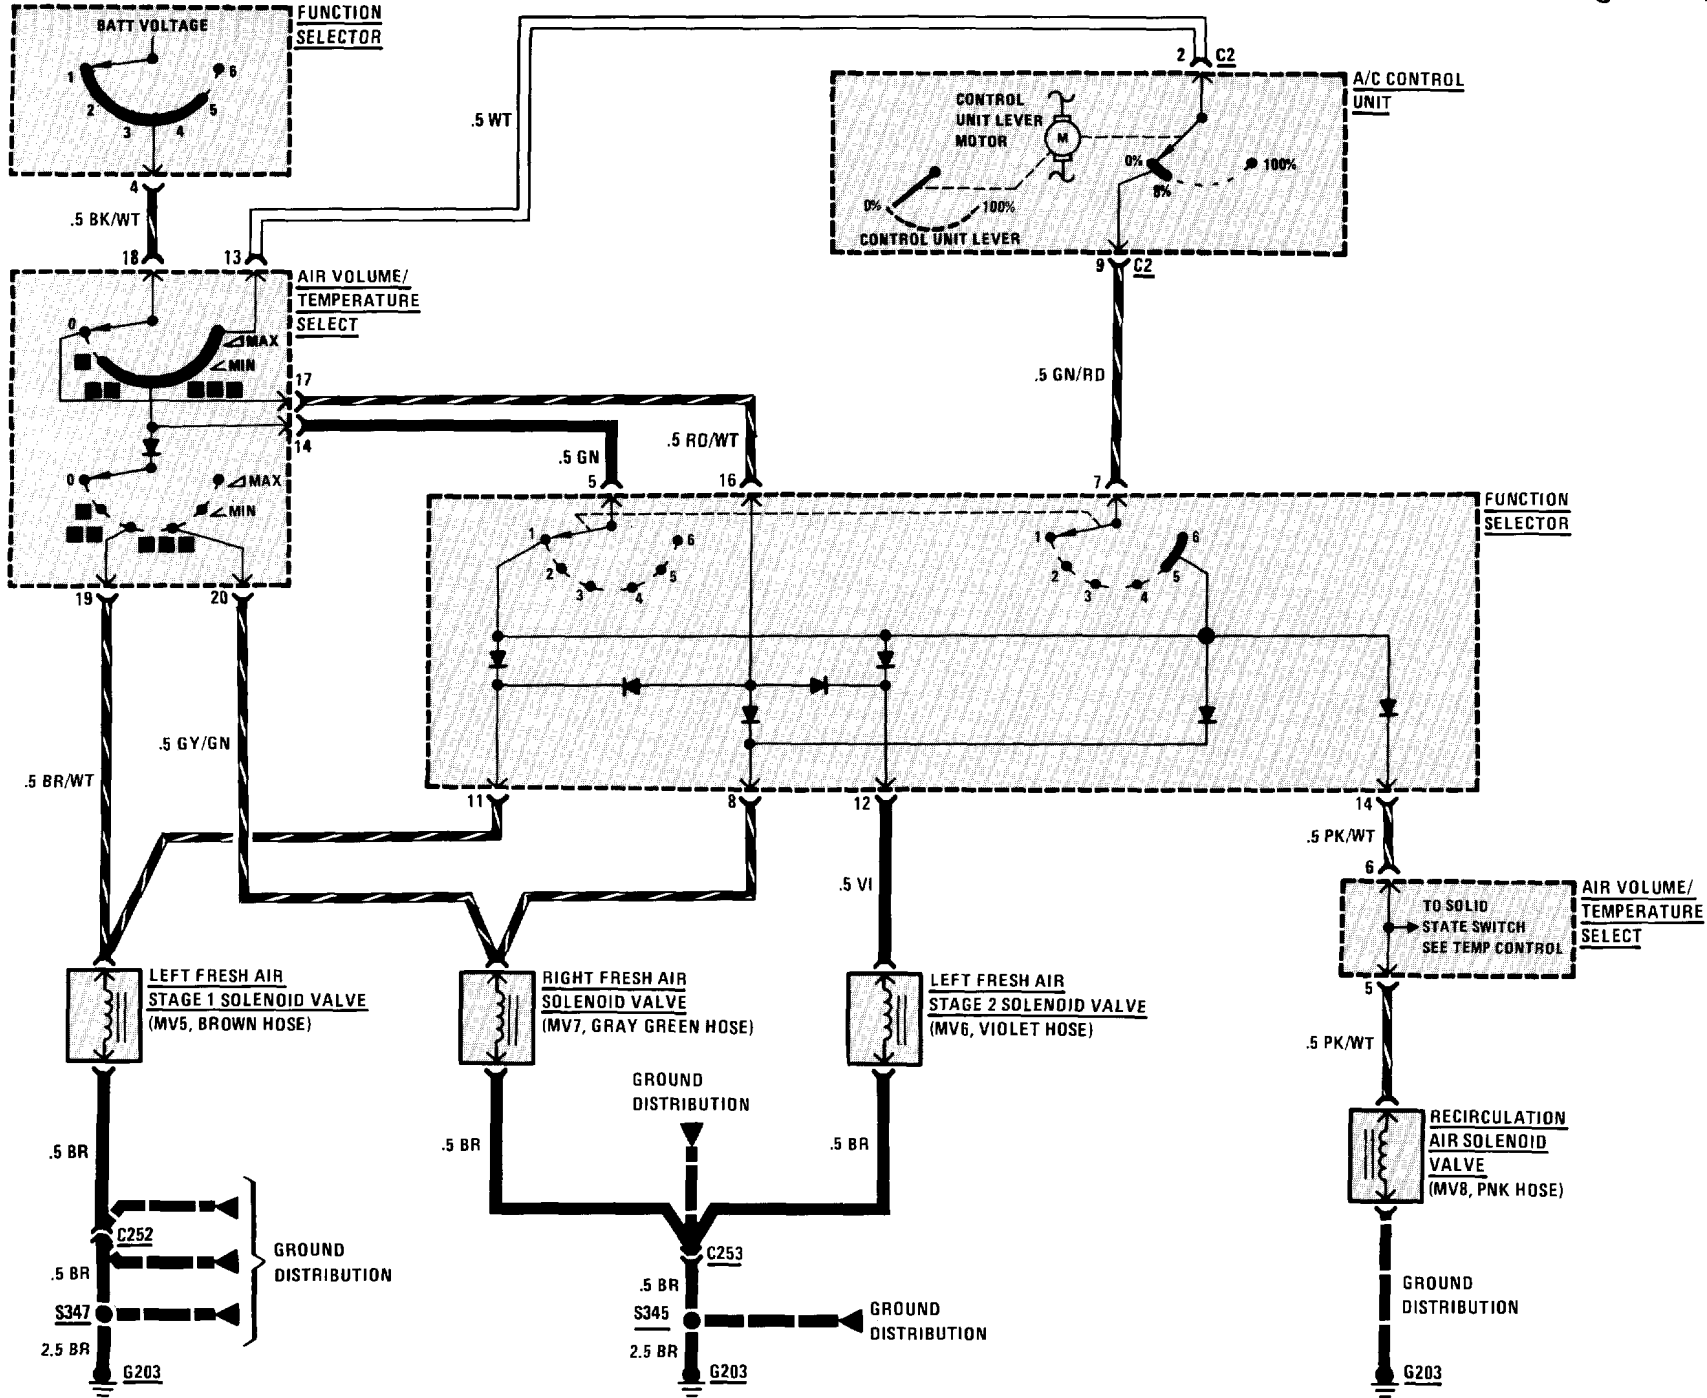 BATT VOLTAGE
1
2
3
4
5
6
FUNCTION
SELECTOR
4
.5 BK/WT
18
13
.5 WT
2
C2
A/C CONTROL
UNIT
CONTROL
UNIT LEVER
MOTOR
M
0%
8%
100%
0%
100%
CONTROL UNIT LEVER
9
C2
.5 GN/RD
AIR VOLUME/
TEMPERATURE
SELECT
0
MAX
MIN
17
14
0
MAX
MIN
.5 RD/WT
.5 GN
5
16
7
19
20
FUNCTION
SELECTOR
1
2
3
4
5
6
1
2
3
4
5
6
.5 GY/GN
.5 BR/WT
11
8
12
14
.5 VI
.5 PK/WT
6
TO SOLID
STATE SWITCH
SEE TEMP CONTROL
AIR VOLUME/
TEMPERATURE
SELECT
5
.5 PK/WT
LEFT FRESH AIR
STAGE 1 SOLENOID VALVE
(MV5, BROWN HOSE)
RIGHT FRESH AIR
SOLENOID VALVE
(MV7, GRAY GREEN HOSE)
LEFT FRESH AIR
STAGE 2 SOLENOID VALVE
(MV6, VIOLET HOSE)
RECIRCULATION
AIR SOLENOID
VALVE
(MV8, PNK HOSE)
GROUND
DISTRIBUTION
.5 BR
.5 BR
.5 BR
C252
.5 BR
S347
2.5 BR
G203
GROUND
DISTRIBUTION
C253
.5 BR
S345
2.5 BR
G203
GROUND
DISTRIBUTION
GROUND
DISTRIBUTION
G203